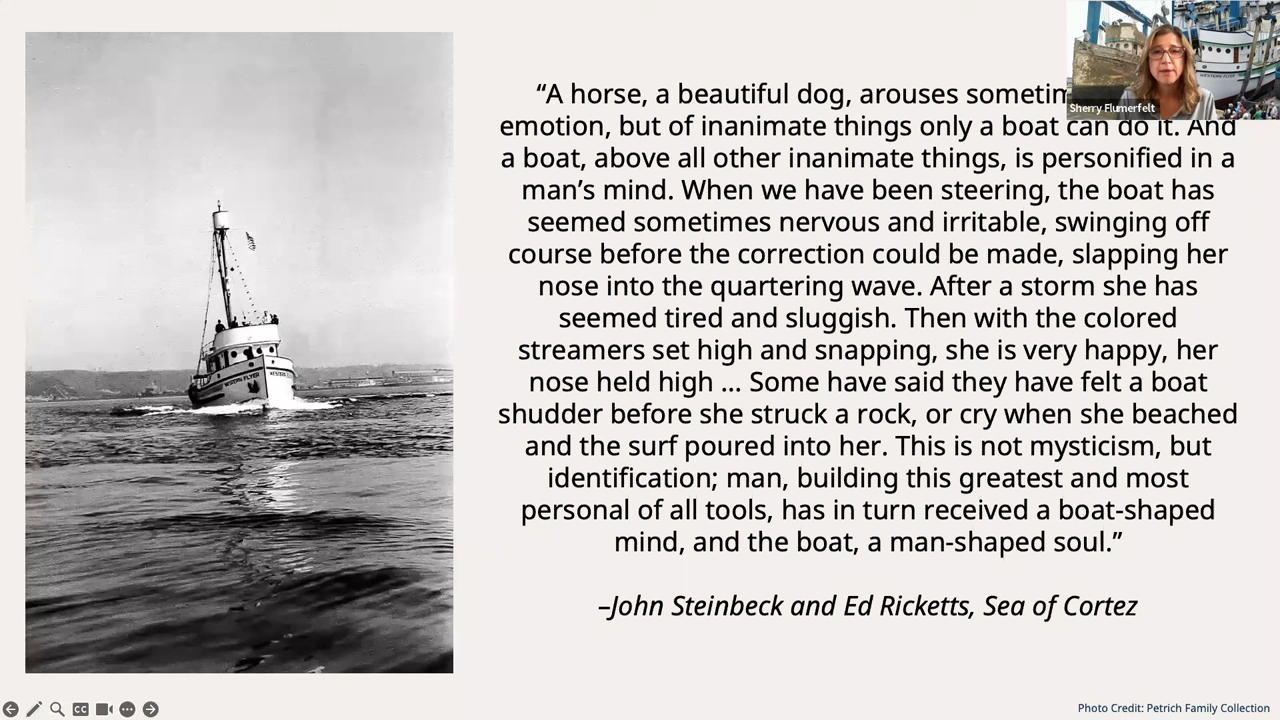 “A horse, a beautiful dog, arouses sometim
emotion, but of inanimate things only a boat can do it. And
a boat, above all other inanimate things, is personified in a
man’s mind. When we have been steering, the boat has
seemed sometimes nervous and irritable, swinging off
course before the correction could be made, slapping her
nose into the quartering wave. After a storm she has
seemed tired and sluggish. Then with the colored
streamers set high and snapping, she is very happy, her
nose held high ... Some have said they have felt a boat
shudder before she struck a rock, or cry when she beached
and the surf poured into her. This is not mysticism, but
identification; man, building this greatest and most
personal of all tools, has in turn received a boat-shaped
mind, and the boat, a man-shaped soul.”
–John Steinbeck and Ed Ricketts, Sea of Cortez
Sherry Flumerfelt
WESTERN FLYER
WESTERN FLYER
CC
Photo Credit: Petrich Family Collection